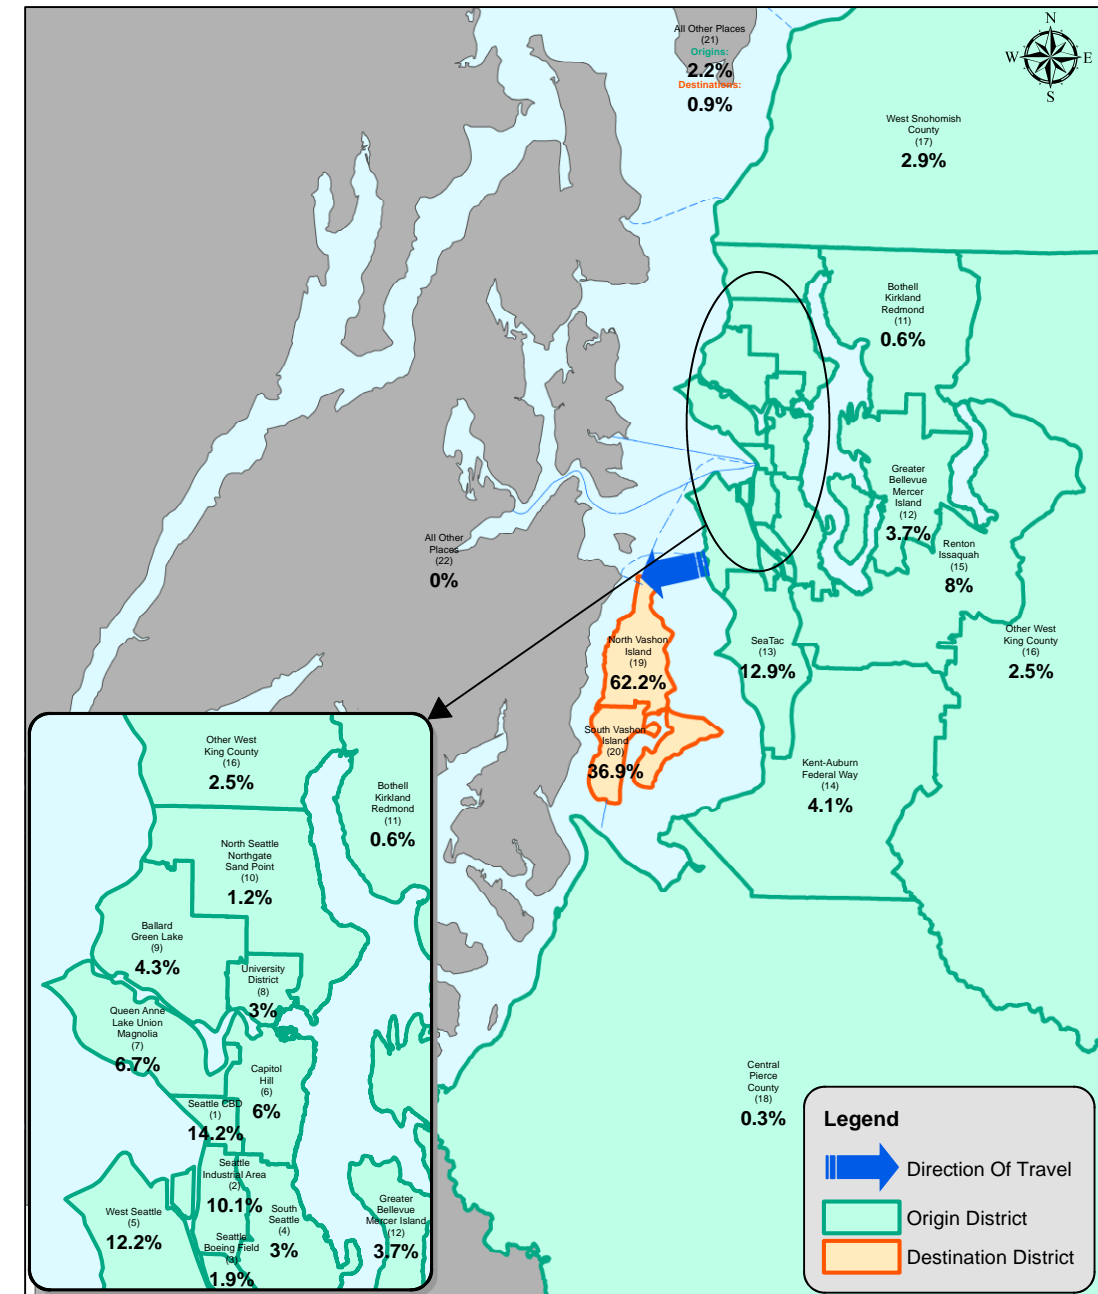 All Other Places
(21)
Origins:
2.2%
Destinations:
0.9%
N
W
E
S
West Snohomish
County
(17)
2.9%
Bothell
Kirkland
Redmond
(11)
0.6%
Greater
Bellevue
Mercer
Island
(12)
3.7%
Renton
Issaquah
(15)
8%
All Other
Places
(22)
0%
North Vashon
Island
(19)
62.2%
SeaTac
(13)
12.9%
Other West
King County
(16)
2.5%
South Vashon
Island
(20)
36.9%
Kent-Auburn
Federal Way
(14)
4.1%
Central
Pierce
County
(18)
0.3%
Other West
King County
(16)
2.5%
Bothell
Kirkland
Redmond
(11)
0.6%
North Seattle
Northgate
Sand Point
(10)
1.2%
Ballard
Green Lake
(9)
4.3%
University
District
(8)
3%
Queen Anne
Lake Union
Magnolia
(7)
6.7%
Capitol
Hill
(6)
6%
Seattle CBD
(1)
14.2%
Seattle
Industrial Area
(2)
10.1%
West Seattle
(5)
12.2%
South
Seattle
(4)
3%
Greater
Bellevue
Mercer Island
(12)
3.7%
Seattle
Boeing Field
(3)
1.9%
Legend
Direction Of Travel
Origin District
Destination District